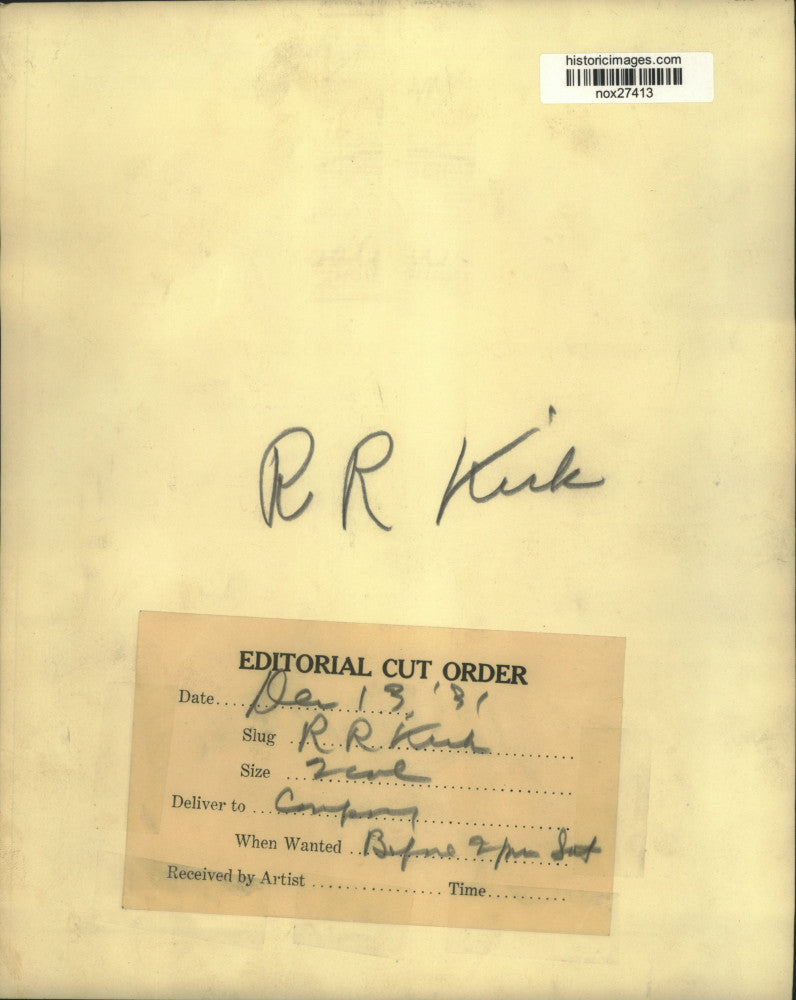 historicimages.com
nox27413
R R Kirk
EDITORIAL CUT ORDER
Date.... Dec 13, '31
Slug R R Kirk
Size ... 2 col
Deliver to ...
When Wanted .. Before 2 pm Sat
Received by Artist ................. Time..........